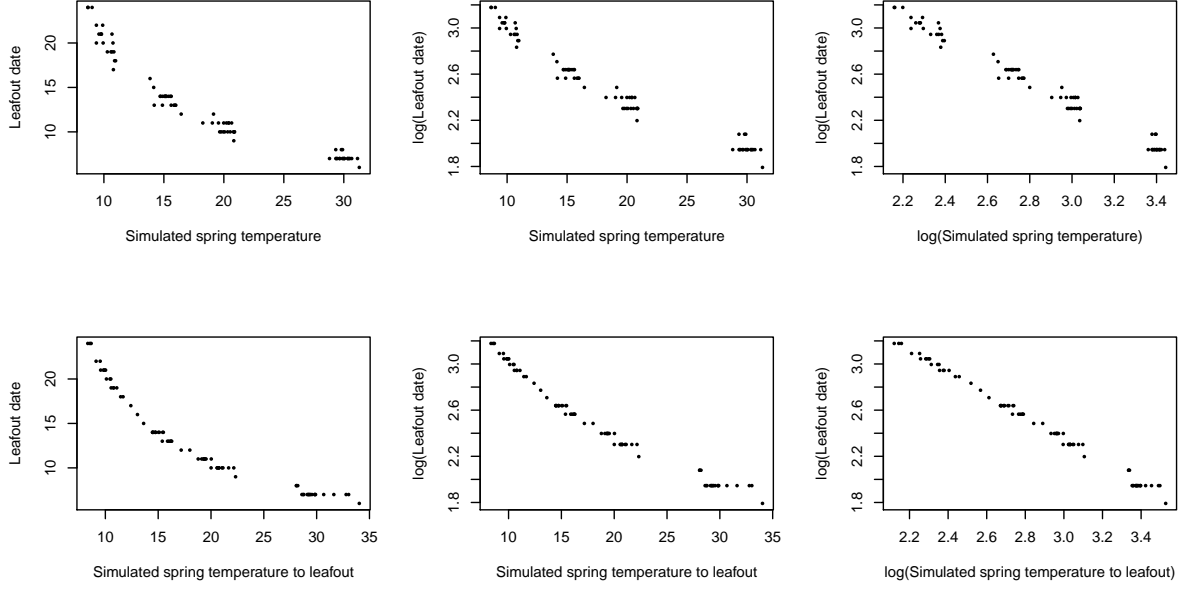 Leafout date
10 15 20
10 15 20 25 30
Simulated spring temperature
log(Leafout date)
1.8 2.2 2.6 3.0
10 15 20 25 30
Simulated spring temperature
log(Leafout date)
1.8 2.2 2.6 3.0
2.2 2.4 2.6 2.8 3.0 3.2 3.4
log(Simulated spring temperature)
Leafout date
10 15 20
10 15 20 25 30 35
Simulated spring temperature to leafout
log(Leafout date)
1.8 2.2 2.6 3.0
10 15 20 25 30 35
Simulated spring temperature to leafout
log(Leafout date)
1.8 2.2 2.6 3.0
2.2 2.4 2.6 2.8 3.0 3.2 3.4
log(Simulated spring temperature to leafout)